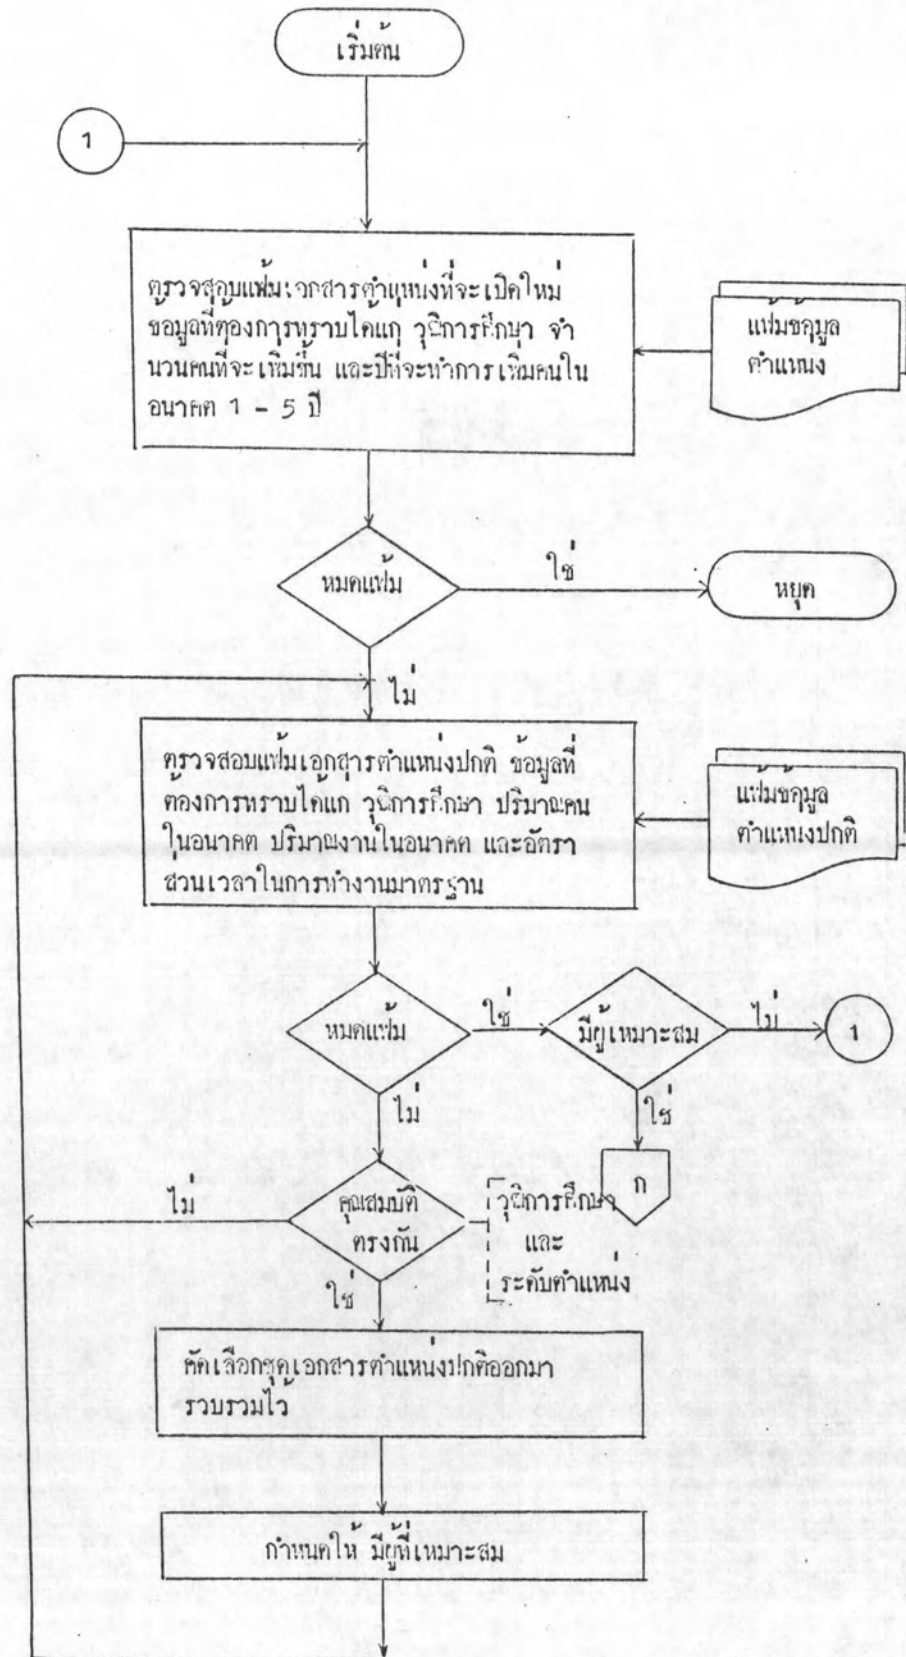 เริ่มต้น
1
ตรวจสอบแฟ้มเอกสารตำแหน่งที่จะเปิดใหม่
ข้อมูลที่ต้องการทราบได้แก่ วุฒิการศึกษา จำ
นวนคนที่จะเพิ่มขึ้น และปีที่จะทำการเพิ่มคนใน
อนาคต 1 - 5 ปี
แฟ้มข้อมูล
ตำแหนง
หมดแฟ้ม
ใช่
หยุด
ไม่
ตรวจสอบแฟ้มเอกสารตำแหน่งปกติ ข้อมูลที่
ต้องการทราบได้แก่ วุฒิการศึกษา ปริมาณคน
ในอนาคต ปริมาณงานในอนาคต และอัตรา
ส่วนเวลาในการทำงานมาตรฐาน
แฟ้มข้อมูล
ตำแหน่งปกติ
หมดแฟ้ม
ใช่
มีผู้เหมาะสม
ไม่
1
ไม่
ใช่
ก
ไม่
คุณสมบัติ
ตรงกัน
วุฒิการศึกษา
และ
ระดับตำแหน่ง
ใช่
คัดเลือกชุดเอกสารตำแหน่งปกติออกมา
รวบรวมไว้
กำหนดให้ มีผู้ที่เหมาะสม